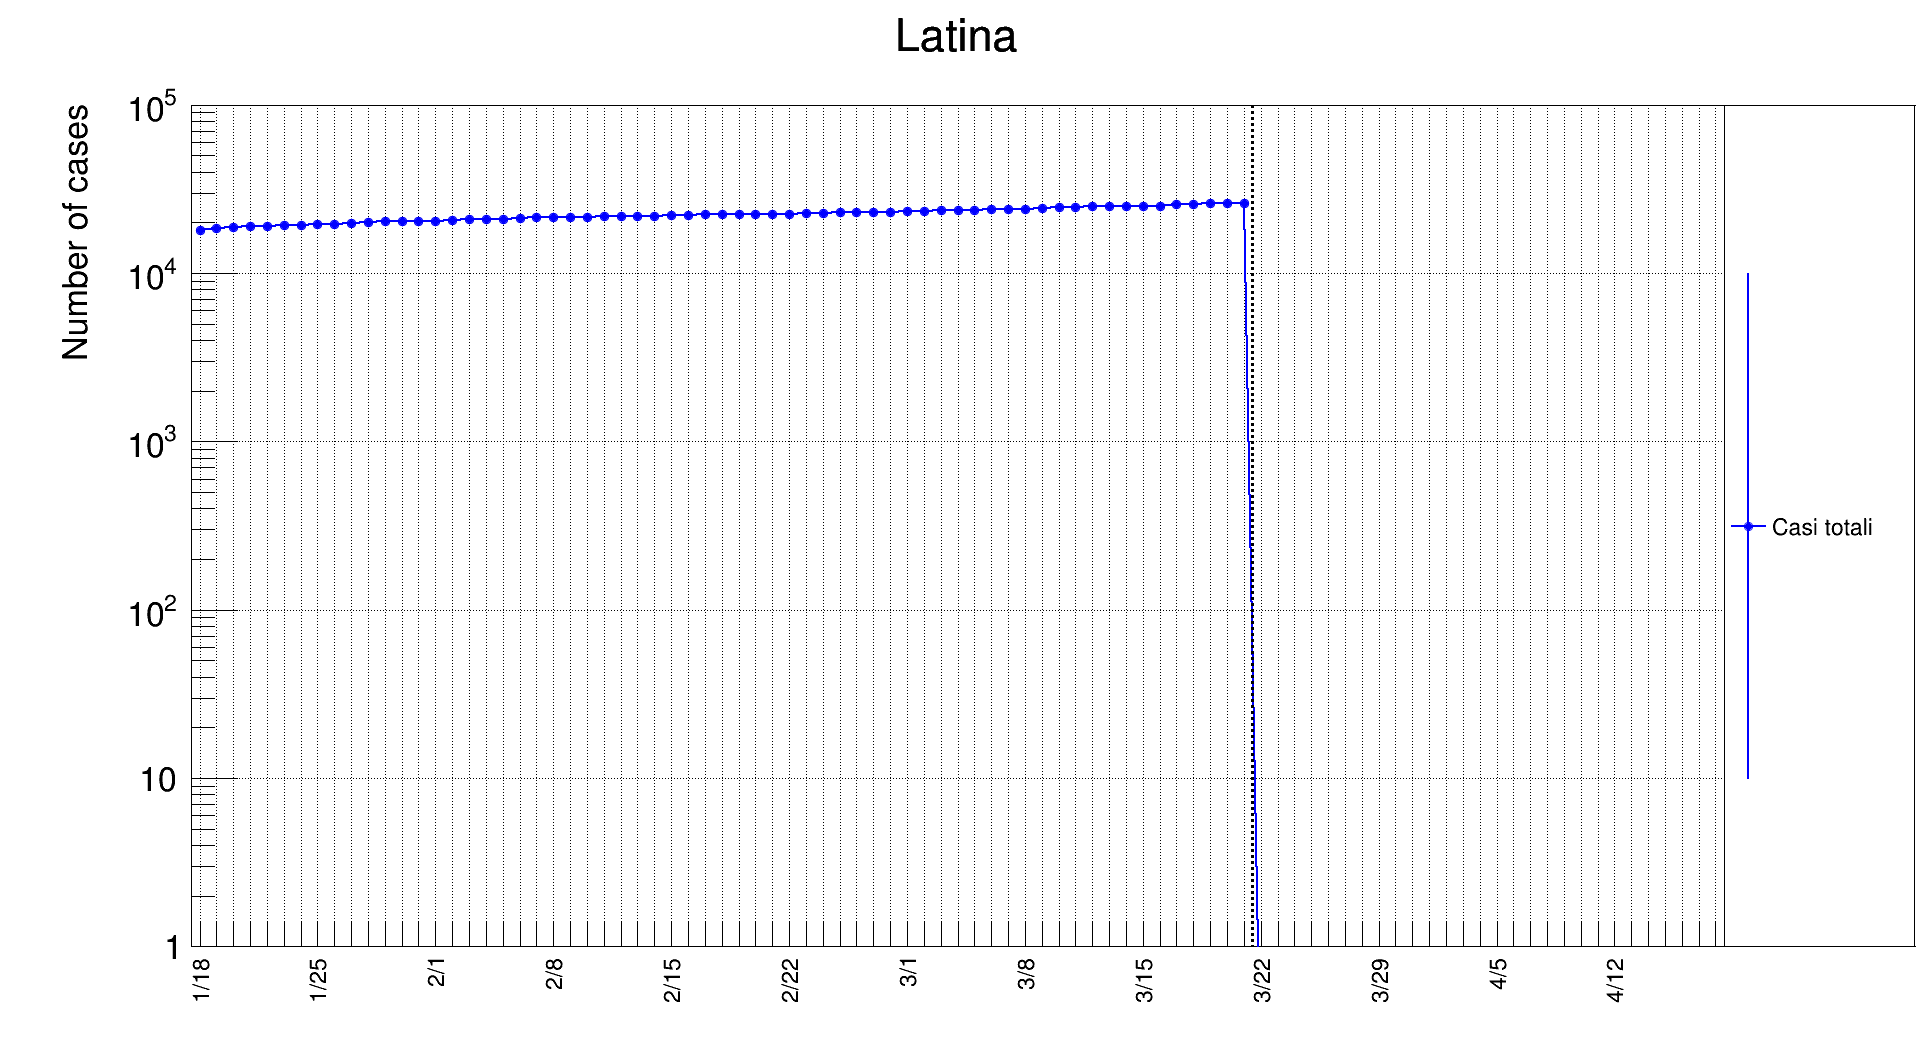 Latina
Number of cases
10^5
10^4
10^3
10^2
10
1
1/18 1/25 2/1 2/8 2/15 2/22 3/1 3/8 3/15 3/22 3/29 4/5 4/12
Casi totali